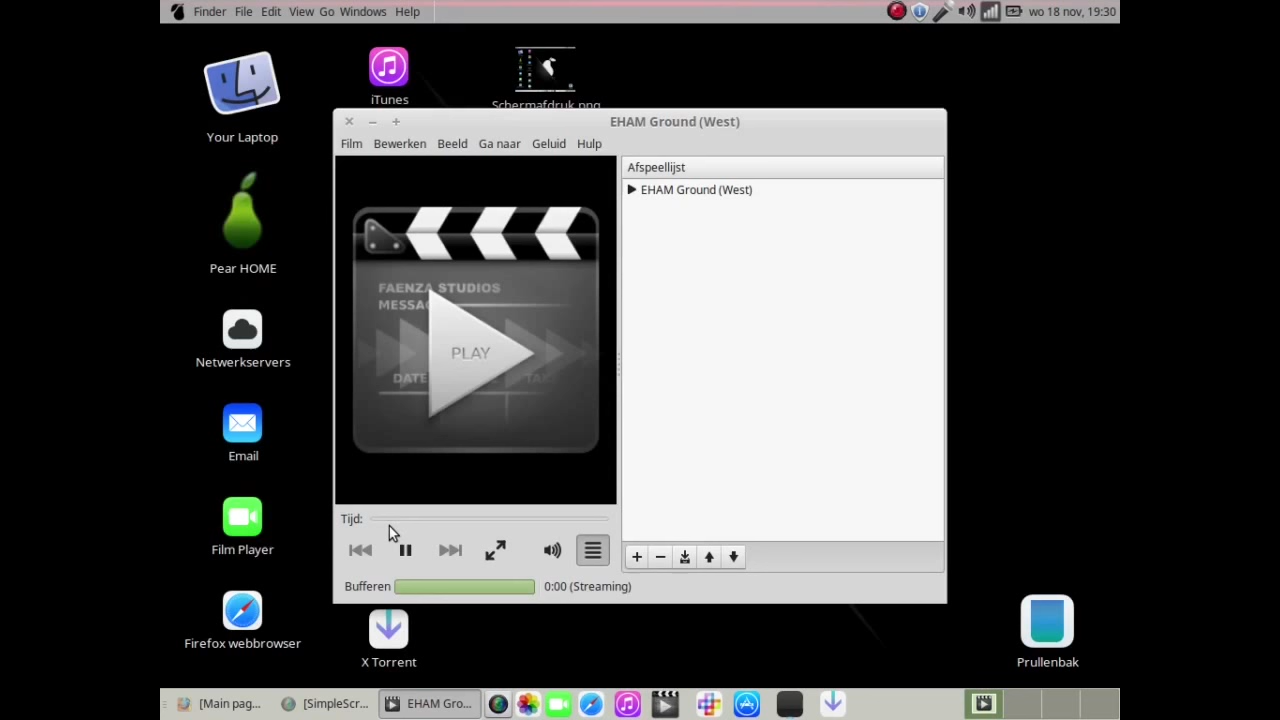 Finder File Edit View Go Windows Help
wo 18 nov, 19:30
Your Laptop
iTunes
Schermafdruk.png
Pear HOME
Netwerkservers
Email
Film Player
Firefox webbrowser
X Torrent
Prullenbak
EHAM Ground (West)
Film Bewerken Beeld Ga naar Geluid Hulp
FAENZA STUDIOS
PLAY
DATE
Afspeellijst
EHAM Ground (West)
Tijd:
Bufferen 0:00 (Streaming)
[Main pag... [SimpleScr... EHAM Gro...